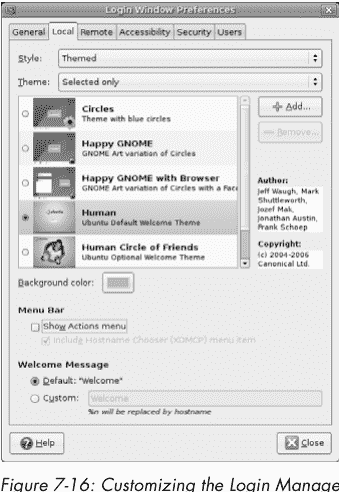 Login Window Preferences
General Local Remote Accessibility Security Users
Style: Themed
Theme: Selected only
Circles
Theme with blue circles
Happy GNOME
GNOME Art variation of Circles
Happy GNOME with Browser
GNOME Art variation of Circles with a Face
Human
Ubuntu Default Welcome Theme
Human Circle of Friends
Ubuntu Optional Welcome Theme
Add...
Remove...
Author:
Jeff Waugh, Mark
Shuttleworth,
Jozef Mak,
Jonathan Austin,
Frank Schoep
Copyright:
(c) 2004-2006
Canonical Ltd.
Background color:
Menu Bar
Show Actions menu
Include Hostname Chooser (XDMCP) menu item
Welcome Message
Default: "Welcome"
Custom: Welcome
%n will be replaced by hostname
Help
Close
Figure 7-16: Customizing the Login Manage